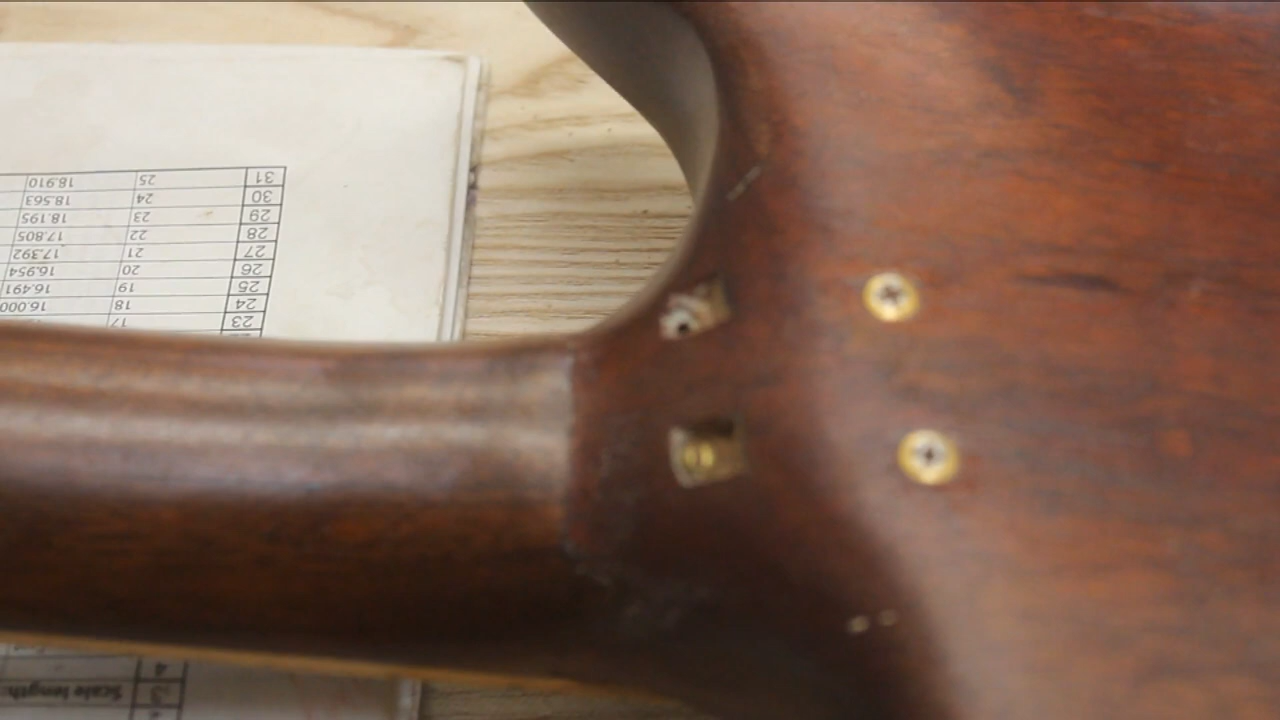 Scale length:
4
23 17
24 18 16.000
25 19 16.491
26 20 16.954
27 21 17.392
28 22 17.805
29 23 18.195
30 24 18.563
31 25 18.910